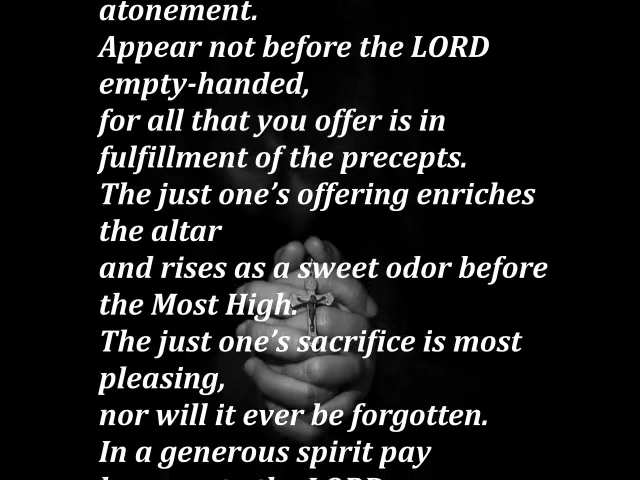 atonement.
Appear not before the LORD
empty-handed,
for all that you offer is in
fulfillment of the precepts.
The just one’s offering enriches
the altar
and rises as a sweet odor before
the Most High.
The just one’s sacrifice is most
pleasing,
nor will it ever be forgotten.
In a generous spirit pay
LORD